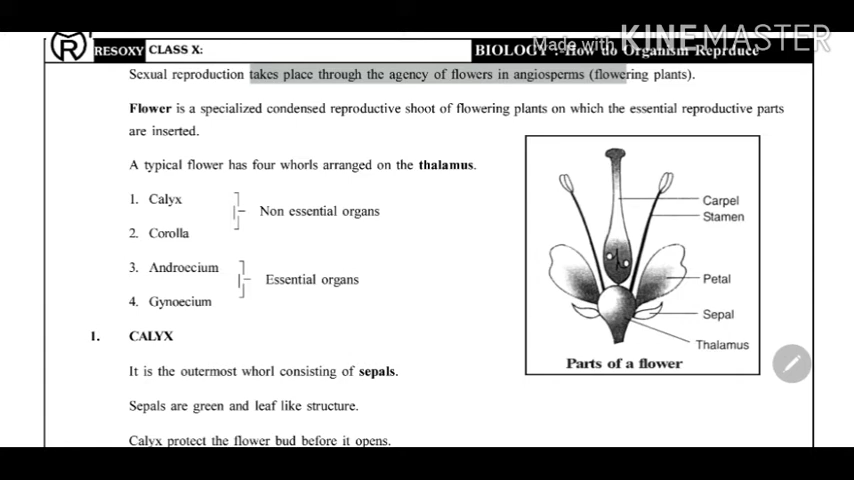 Made with KINEMASTER
R RESOXY CLASS X: BIOLOGY :-How do Organism Reprduce
Sexual reproduction takes place through the agency of flowers in angiosperms (flowering plants).
Flower is a specialized condensed reproductive shoot of flowering plants on which the essential reproductive parts
are inserted.
A typical flower has four whorls arranged on the thalamus.
1. Calyx
Non essential organs
2. Corolla
3. Androecium
Essential organs
4. Gynoecium
Carpel
Stamen
Petal
Sepal
Thalamus
Parts of a flower
1. CALYX
It is the outermost whorl consisting of sepals.
Sepals are green and leaf like structure.
Calyx protect the flower bud before it opens.